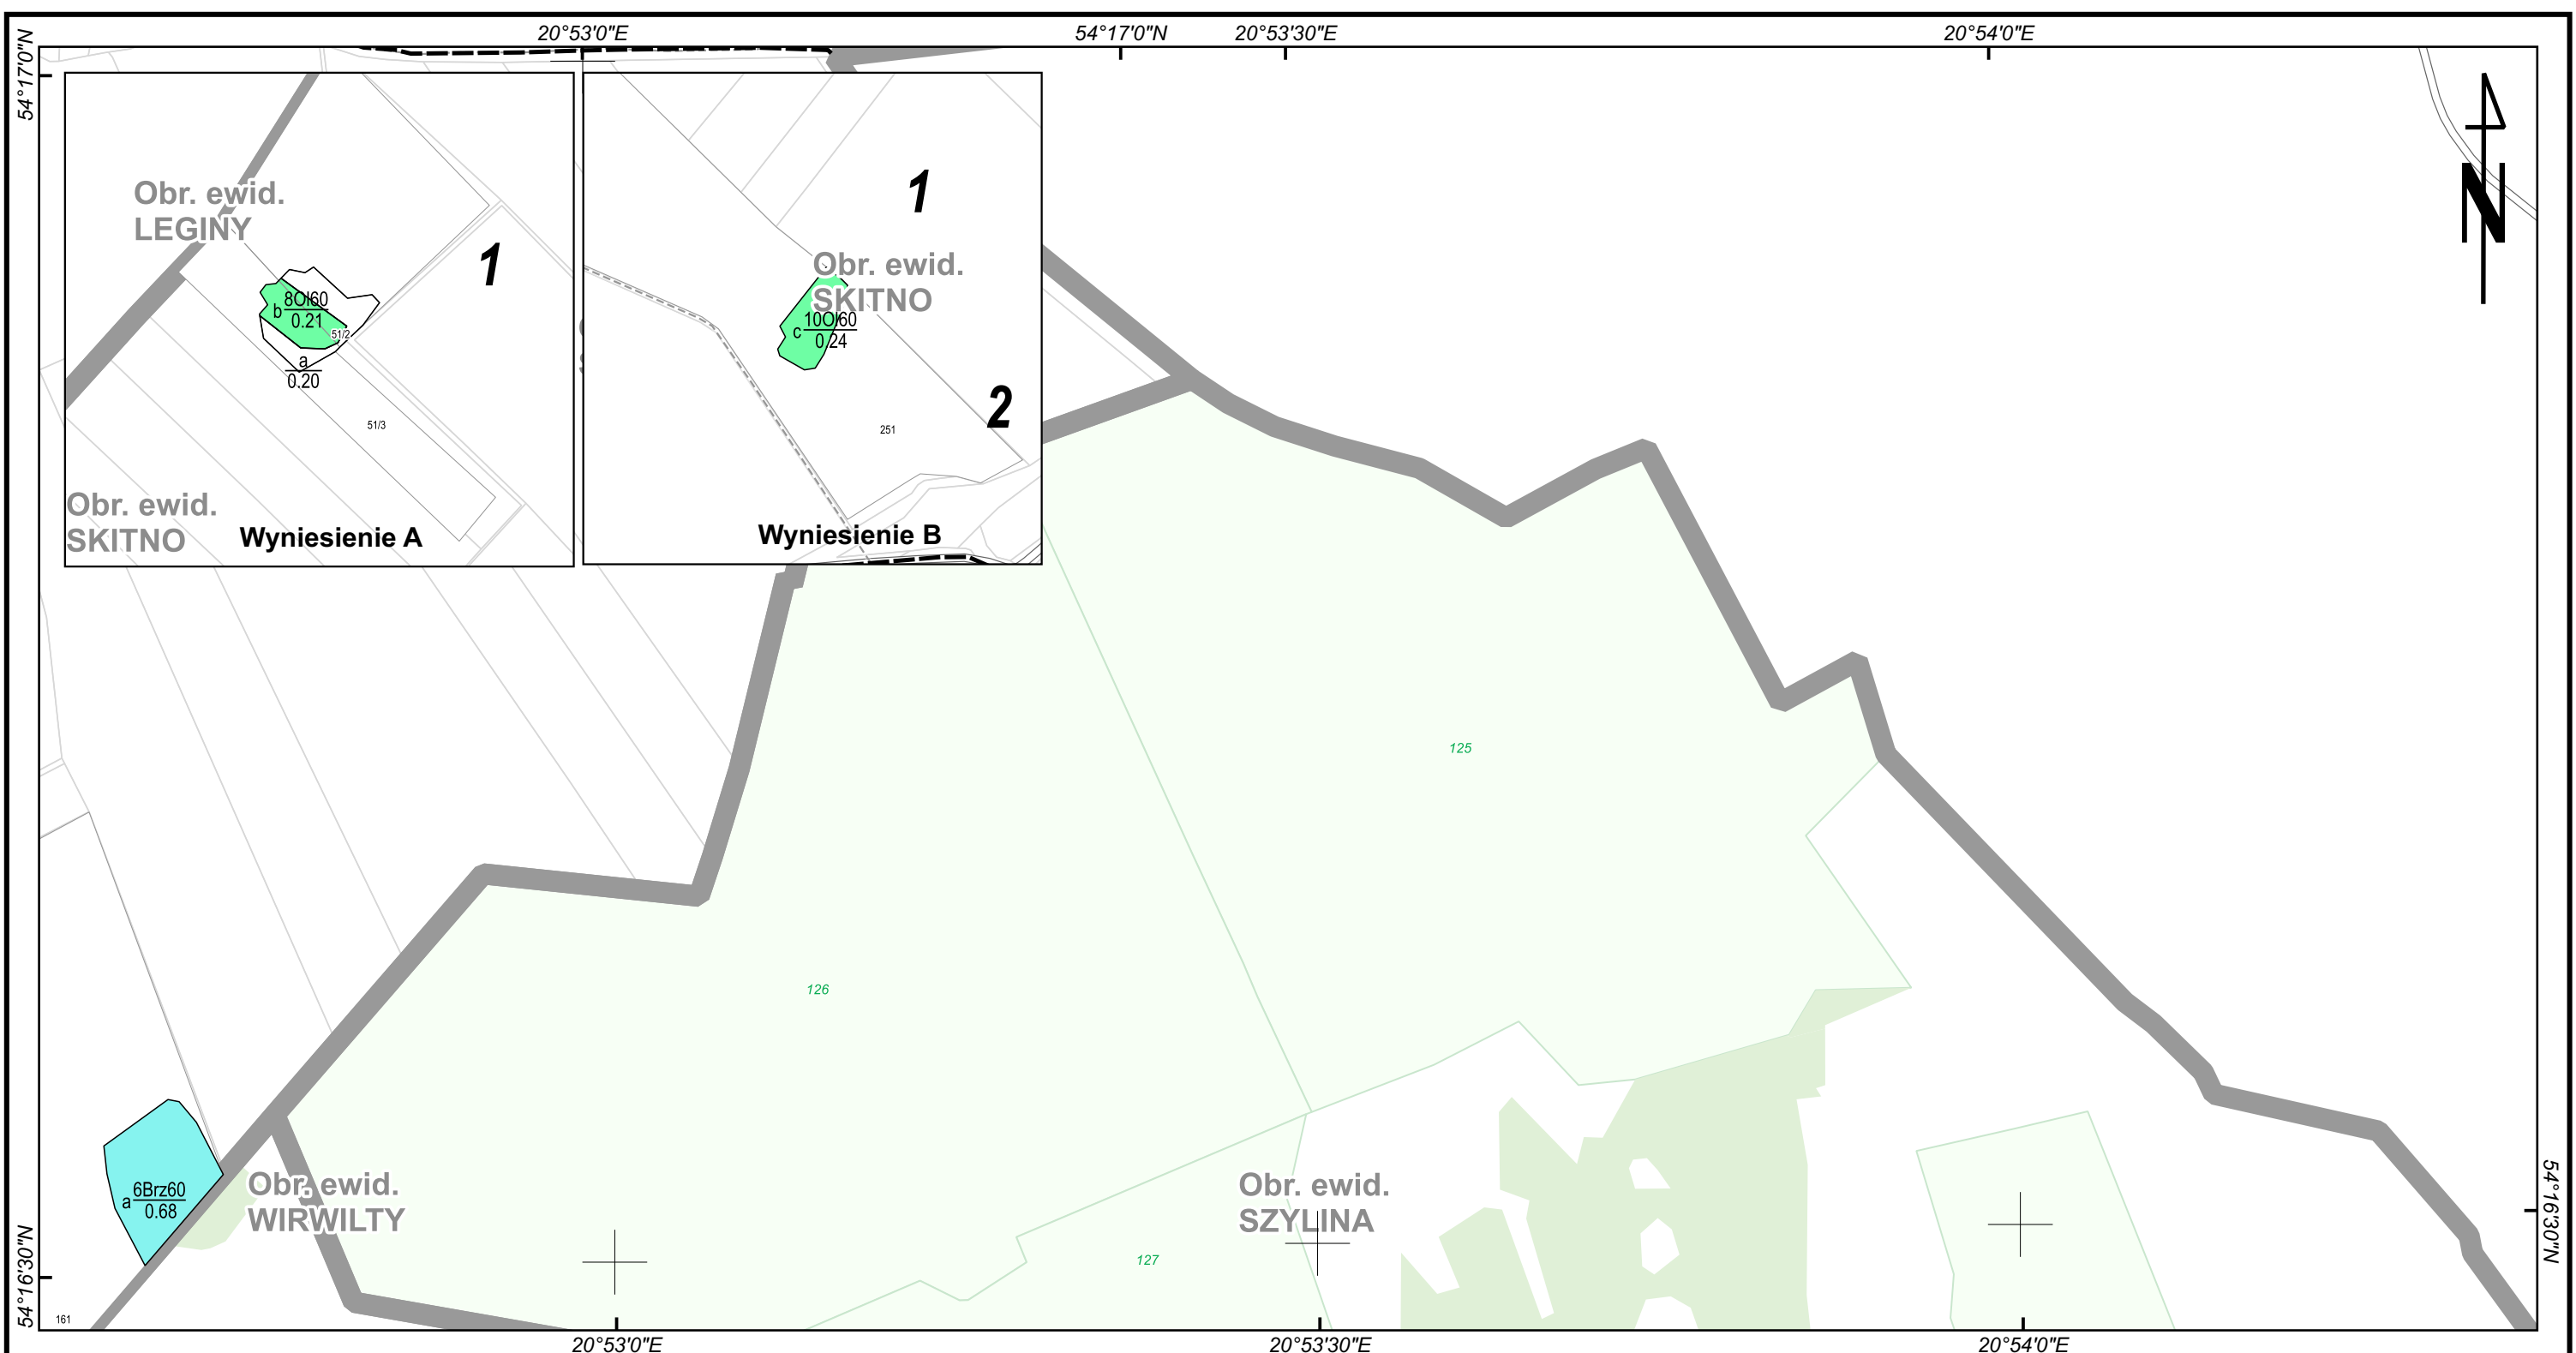 20°53'0"E
54°17'0"N
20°53'30"E
20°54'0"E
54°17'0"N
N
Obr. ewid.
LEGINY
1
8Ol60
b 0.21
51/2
a
0.20
51/3
Obr. ewid.
SKITNO
Wyniesienie A
1
Obr. ewid.
SKITNO
10Ol60
c 0.24
2
251
Wyniesienie B
125
126
6Brz60
a 0.68
Obr. ewid.
WIRWILTY
Obr. ewid.
SZYLINA
127
54°16'30"N
54°16'30"N
161
20°53'0"E
20°53'30"E
20°54'0"E